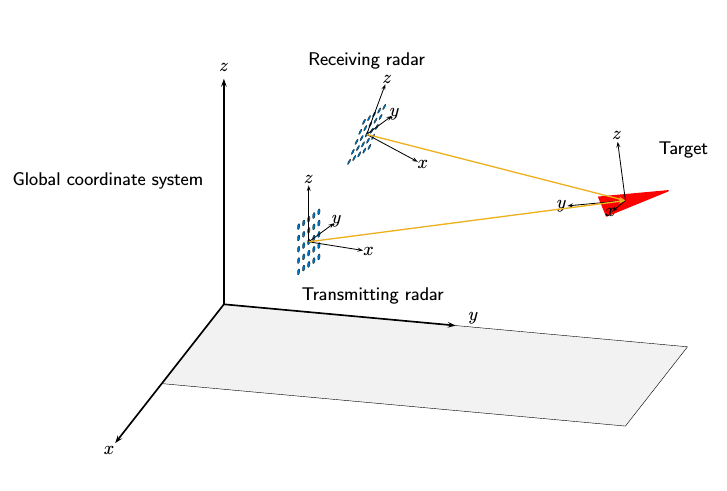 Receiving radar
z
z
y
z
Target
x
Global coordinate system
z
y
x
y
x
Transmitting radar
y
x